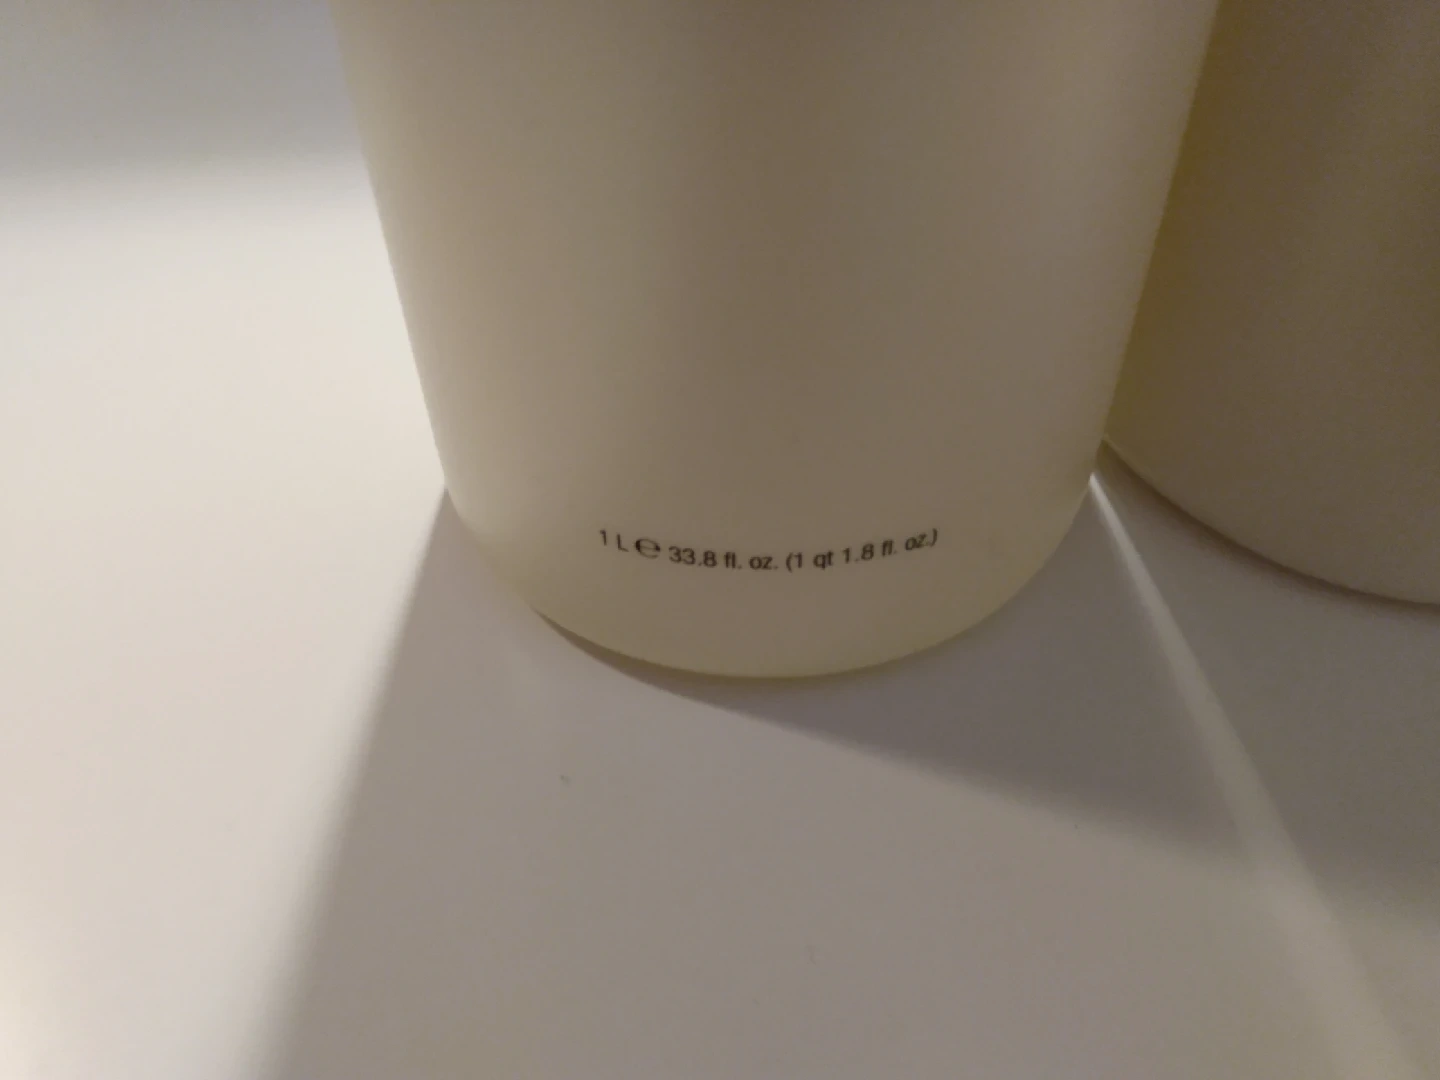 1 L ℮ 33.8 fl. oz. (1 qt 1.8 fl. oz.)